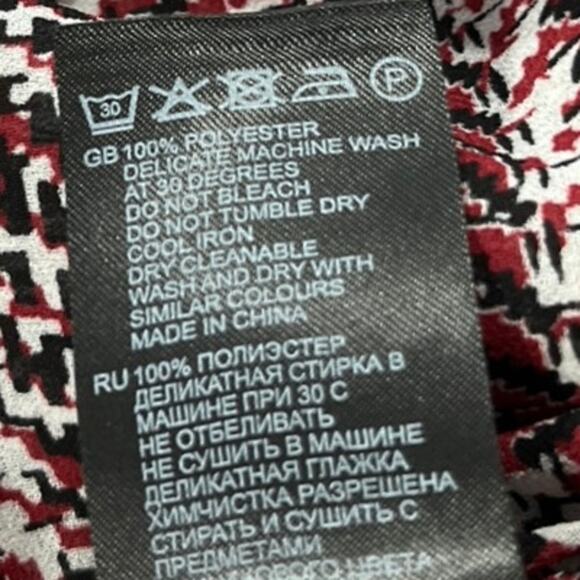 30 P
GB 100% POLYESTER
DELICATE MACHINE WASH
AT 30 DEGREES
DO NOT BLEACH
DO NOT TUMBLE DRY
COOL IRON
DRY CLEANABLE
WASH AND DRY WITH
SIMILAR COLOURS
MADE IN CHINA
RU 100% ПОЛИЭСТЕР
ДЕЛИКАТНАЯ СТИРКА В
МАШИНЕ ПРИ 30 С
НЕ ОТБЕЛИВАТЬ
НЕ СУШИТЬ В МАШИНЕ
ДЕЛИКАТНАЯ ГЛАЖКА
ХИМЧИСТКА РАЗРЕШЕНА
СТИРАТЬ И СУШИТЬ С
ПРЕДМЕТАМИ
ЦВЕТА